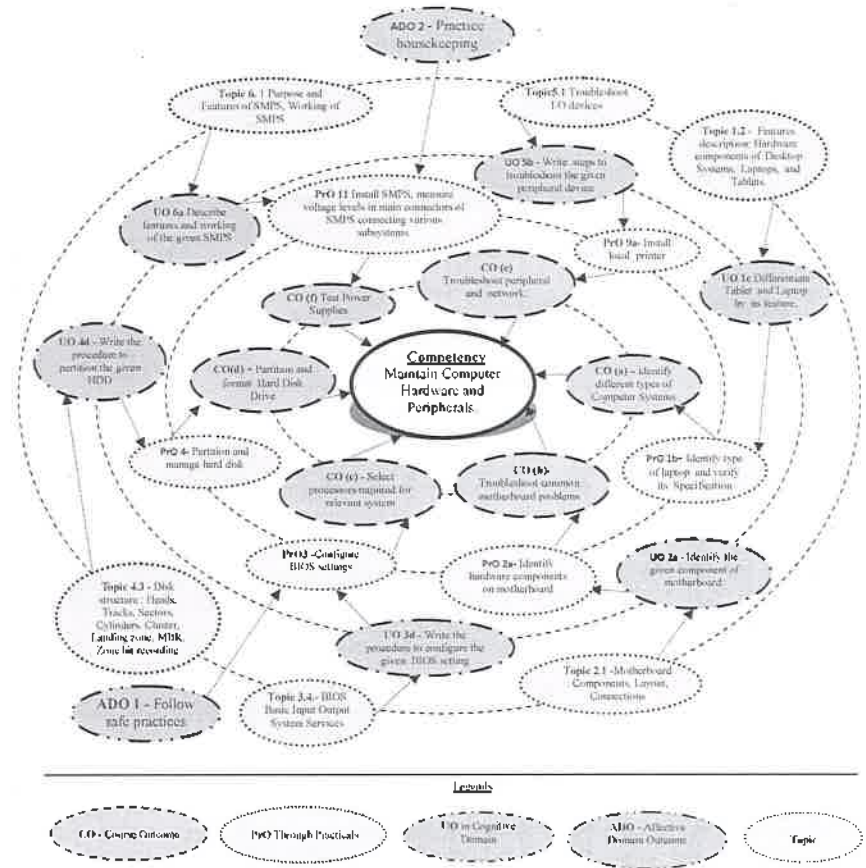 ADO 2 - Practice
housekeeping
Topic 6. 1 Purpose and
Features of SMPS, Working of
SMPS
Topic5.1 Troubleshoot
I/O devices
Topic 1.2 - Features
description: Hardware
components of Desktop
Systems, Laptops, and
Tablets.
UO 5b - Write steps to
troubleshoot the given
peripheral device
PrO 11 Install SMPS, measure
voltage levels in main connectors of
SMPS connecting various
subsystems.
UO 6a Describe
features and working
of the given SMPS
PrO 9a- Install
local printer
CO (e)
Troubleshoot peripheral
and network.
UO 1c Differentiate
Tablet and Laptop
by its feature.
CO (f) Test Power
Supplies
UO 4d - Write the
procedure to
partition the given
HDD
CO(d) - Partition and
format Hard Disk
Drive
Competency
Maintain Computer
Hardware and
Peripherals.
CO (a) - Identify
different types of
Computer Systems
PrO 4- Partition and
manage hard disk
PrO 1b- Identify type
of laptop and verify
its Specification
CO (c) - Select
processors required for
relevant system
CO (b)-
Troubleshoot common
motherboard problems
PrO3 -Configure
BIOS settings
PrO 2a- Identify
hardware components
on motherboard
UO 2a - Identify the
given component of
motherboard
Topic 4.3 - Disk
structure : Heads,
Tracks, Sectors,
Cylinders, Cluster,
Landing zone, MBR,
Zone bit recording
UO 3d - Write the
procedure to configure the
given BIOS setting
Topic 2.1 -Motherboard
Components, Layout,
Connections
ADO 1 - Follow
safe practices
Topic 3.4.- BIOS
Basic Input Output
System Services
Legends
CO - Course Outcome
PrO Through Practicals
UO in Cognitive
Domain
ADO - Affective
Domain Outcome
Topic